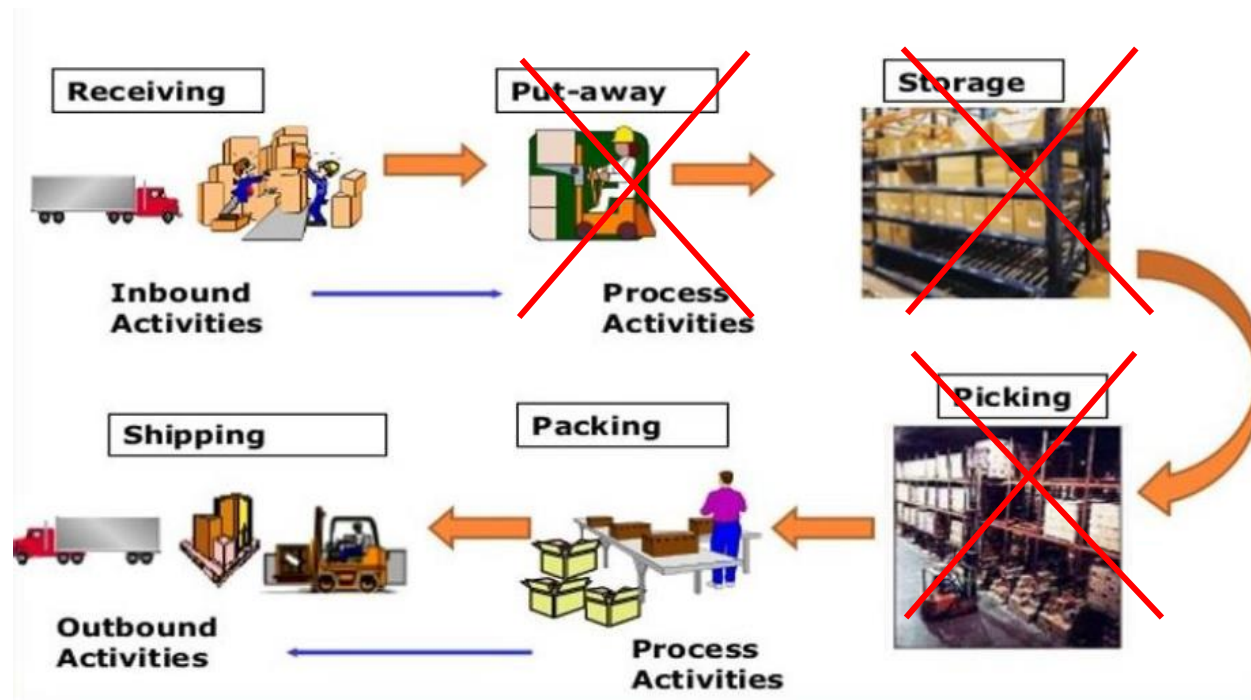 Receiving
Put-away
Storage
Inbound
Activities
Process
Activities
Picking
Packing
Shipping
Outbound
Activities
Process
Activities